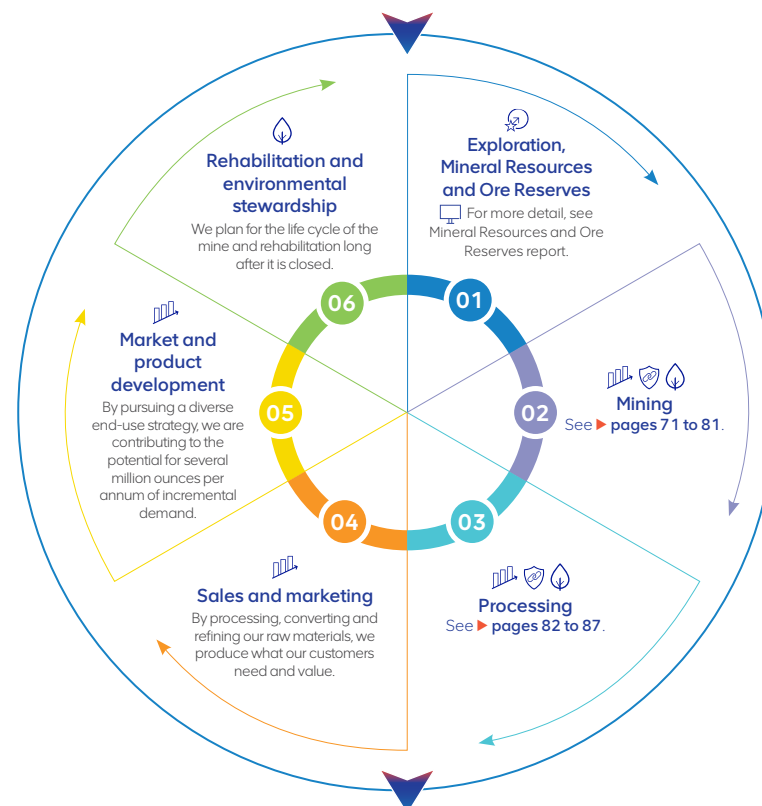 01
Exploration,
Mineral Resources
and Ore Reserves
For more detail, see
Mineral Resources and Ore
Reserves report.
02
Mining
See ▶ pages 71 to 81.
03
Processing
See ▶ pages 82 to 87.
04
Sales and marketing
By processing, converting and
refining our raw materials, we
produce what our customers
need and value.
05
Market and
product
development
By pursuing a diverse
end-use strategy, we are
contributing to the
potential for several
million ounces per
annum of incremental
demand.
06
Rehabilitation and
environmental
stewardship
We plan for the life cycle of the
mine and rehabilitation long
after it is closed.